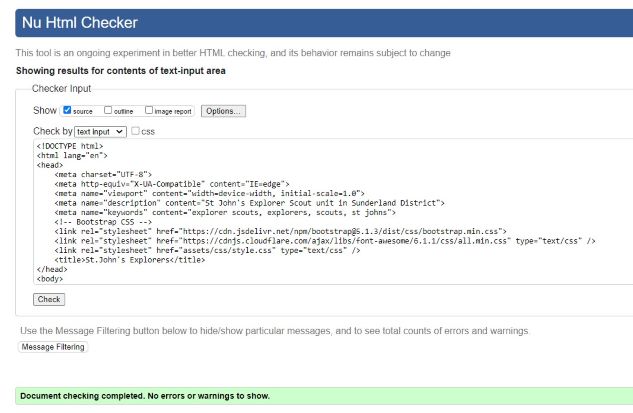 Nu Html Checker
This tool is an ongoing experiment in better HTML checking, and its behavior remains subject to change
Showing results for contents of text-input area
Checker Input
Show source outline image report Options...
Check by text input css
<!DOCTYPE html>
<html lang="en">
<head>
<meta charset="UTF-8">
<meta http-equiv="X-UA-Compatible" content="IE=edge">
<meta name="viewport" content="width=device-width, initial-scale=1.0">
<meta name="description" content="St John's Explorer Scout unit in Sunderland District">
<meta name="keywords" content="explorer scouts, explorers, scouts, st johns">
<!-- Bootstrap CSS -->
<link rel="stylesheet" href="https://cdn.jsdelivr.net/npm/bootstrap@5.1.3/dist/css/bootstrap.min.css">
<link rel="stylesheet" href="https://cdnjs.cloudflare.com/ajax/libs/font-awesome/6.1.1/css/all.min.css" type="text/css" />
<link rel="stylesheet" href="assets/css/style.css" type="text/css" />
<title>St.John's Explorers</title>
</head>
<body>
Check
Use the Message Filtering button below to hide/show particular messages, and to see total counts of errors and warnings.
Message Filtering
Document checking completed. No errors or warnings to show.